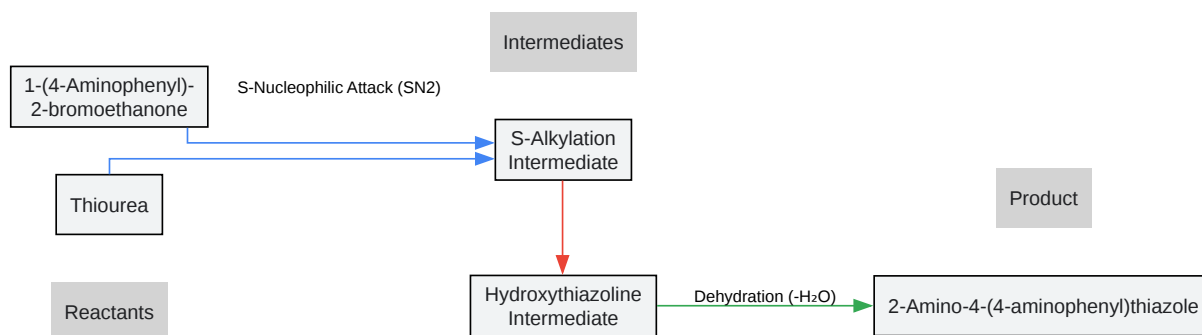 Intermediates
1-(4-Aminophenyl)-
2-bromoethanone
S-Nucleophilic Attack (SN2)
S-Alkylation
Intermediate
Thiourea
Product
Reactants
Hydroxythiazoline
Intermediate
Dehydration (-H₂O)
2-Amino-4-(4-aminophenyl)thiazole